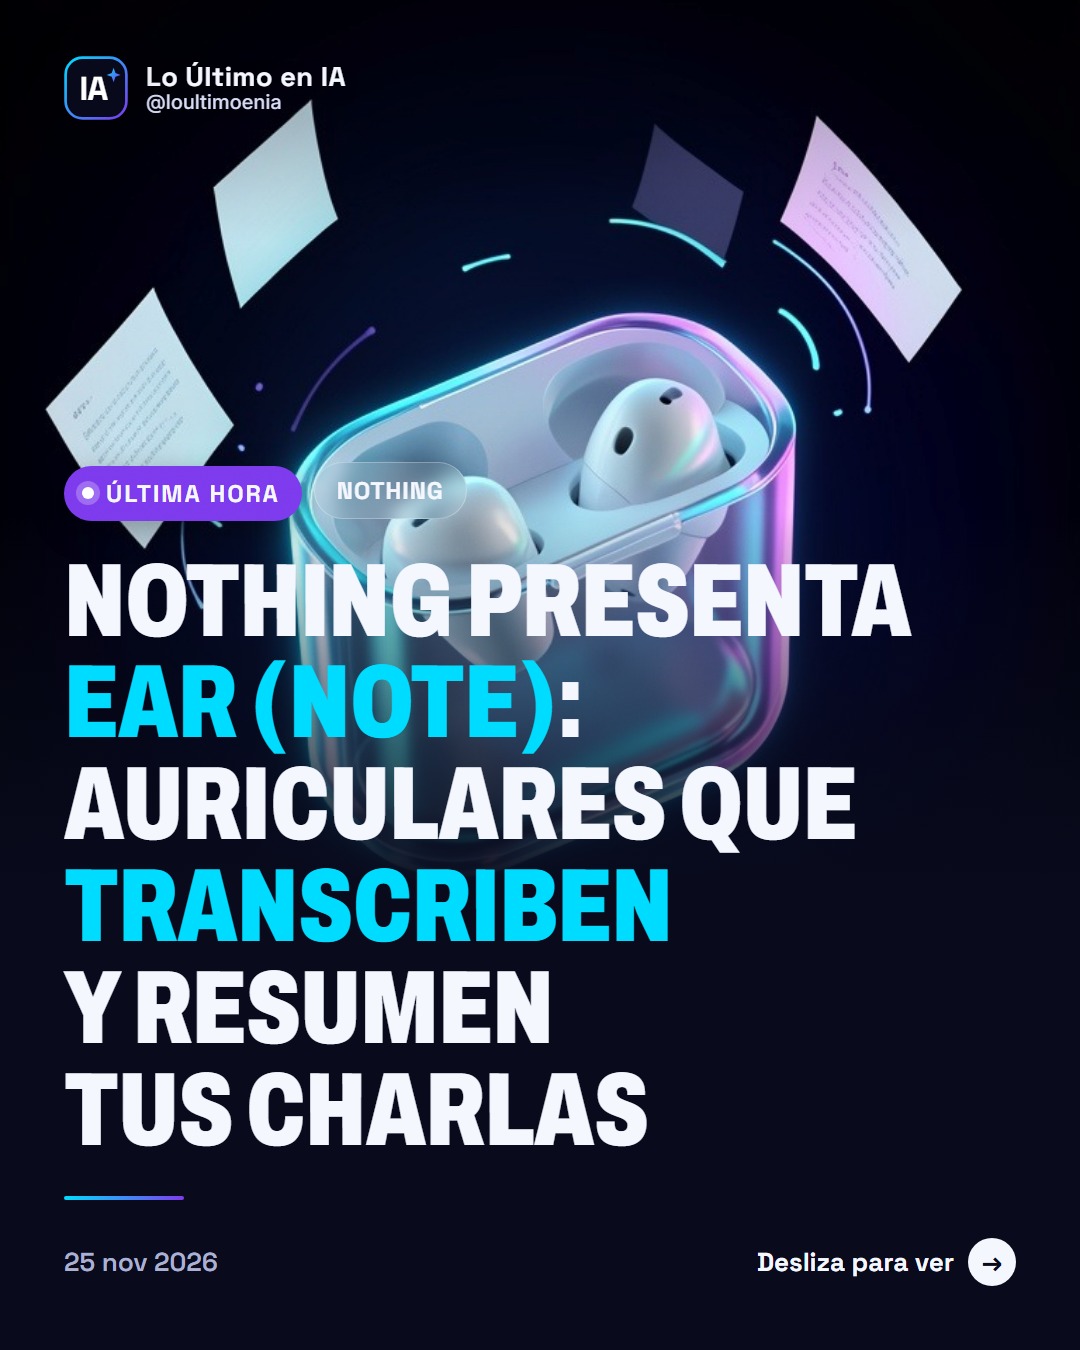 IA
Lo Último en IA
@loultimoenia
ÚLTIMA HORA
NOTHING
NOTHING PRESENTA
EAR (NOTE):
AURICULARES QUE
TRANSCRIBEN
Y RESUMEN
TUS CHARLAS
25 nov 2026
Desliza para ver →